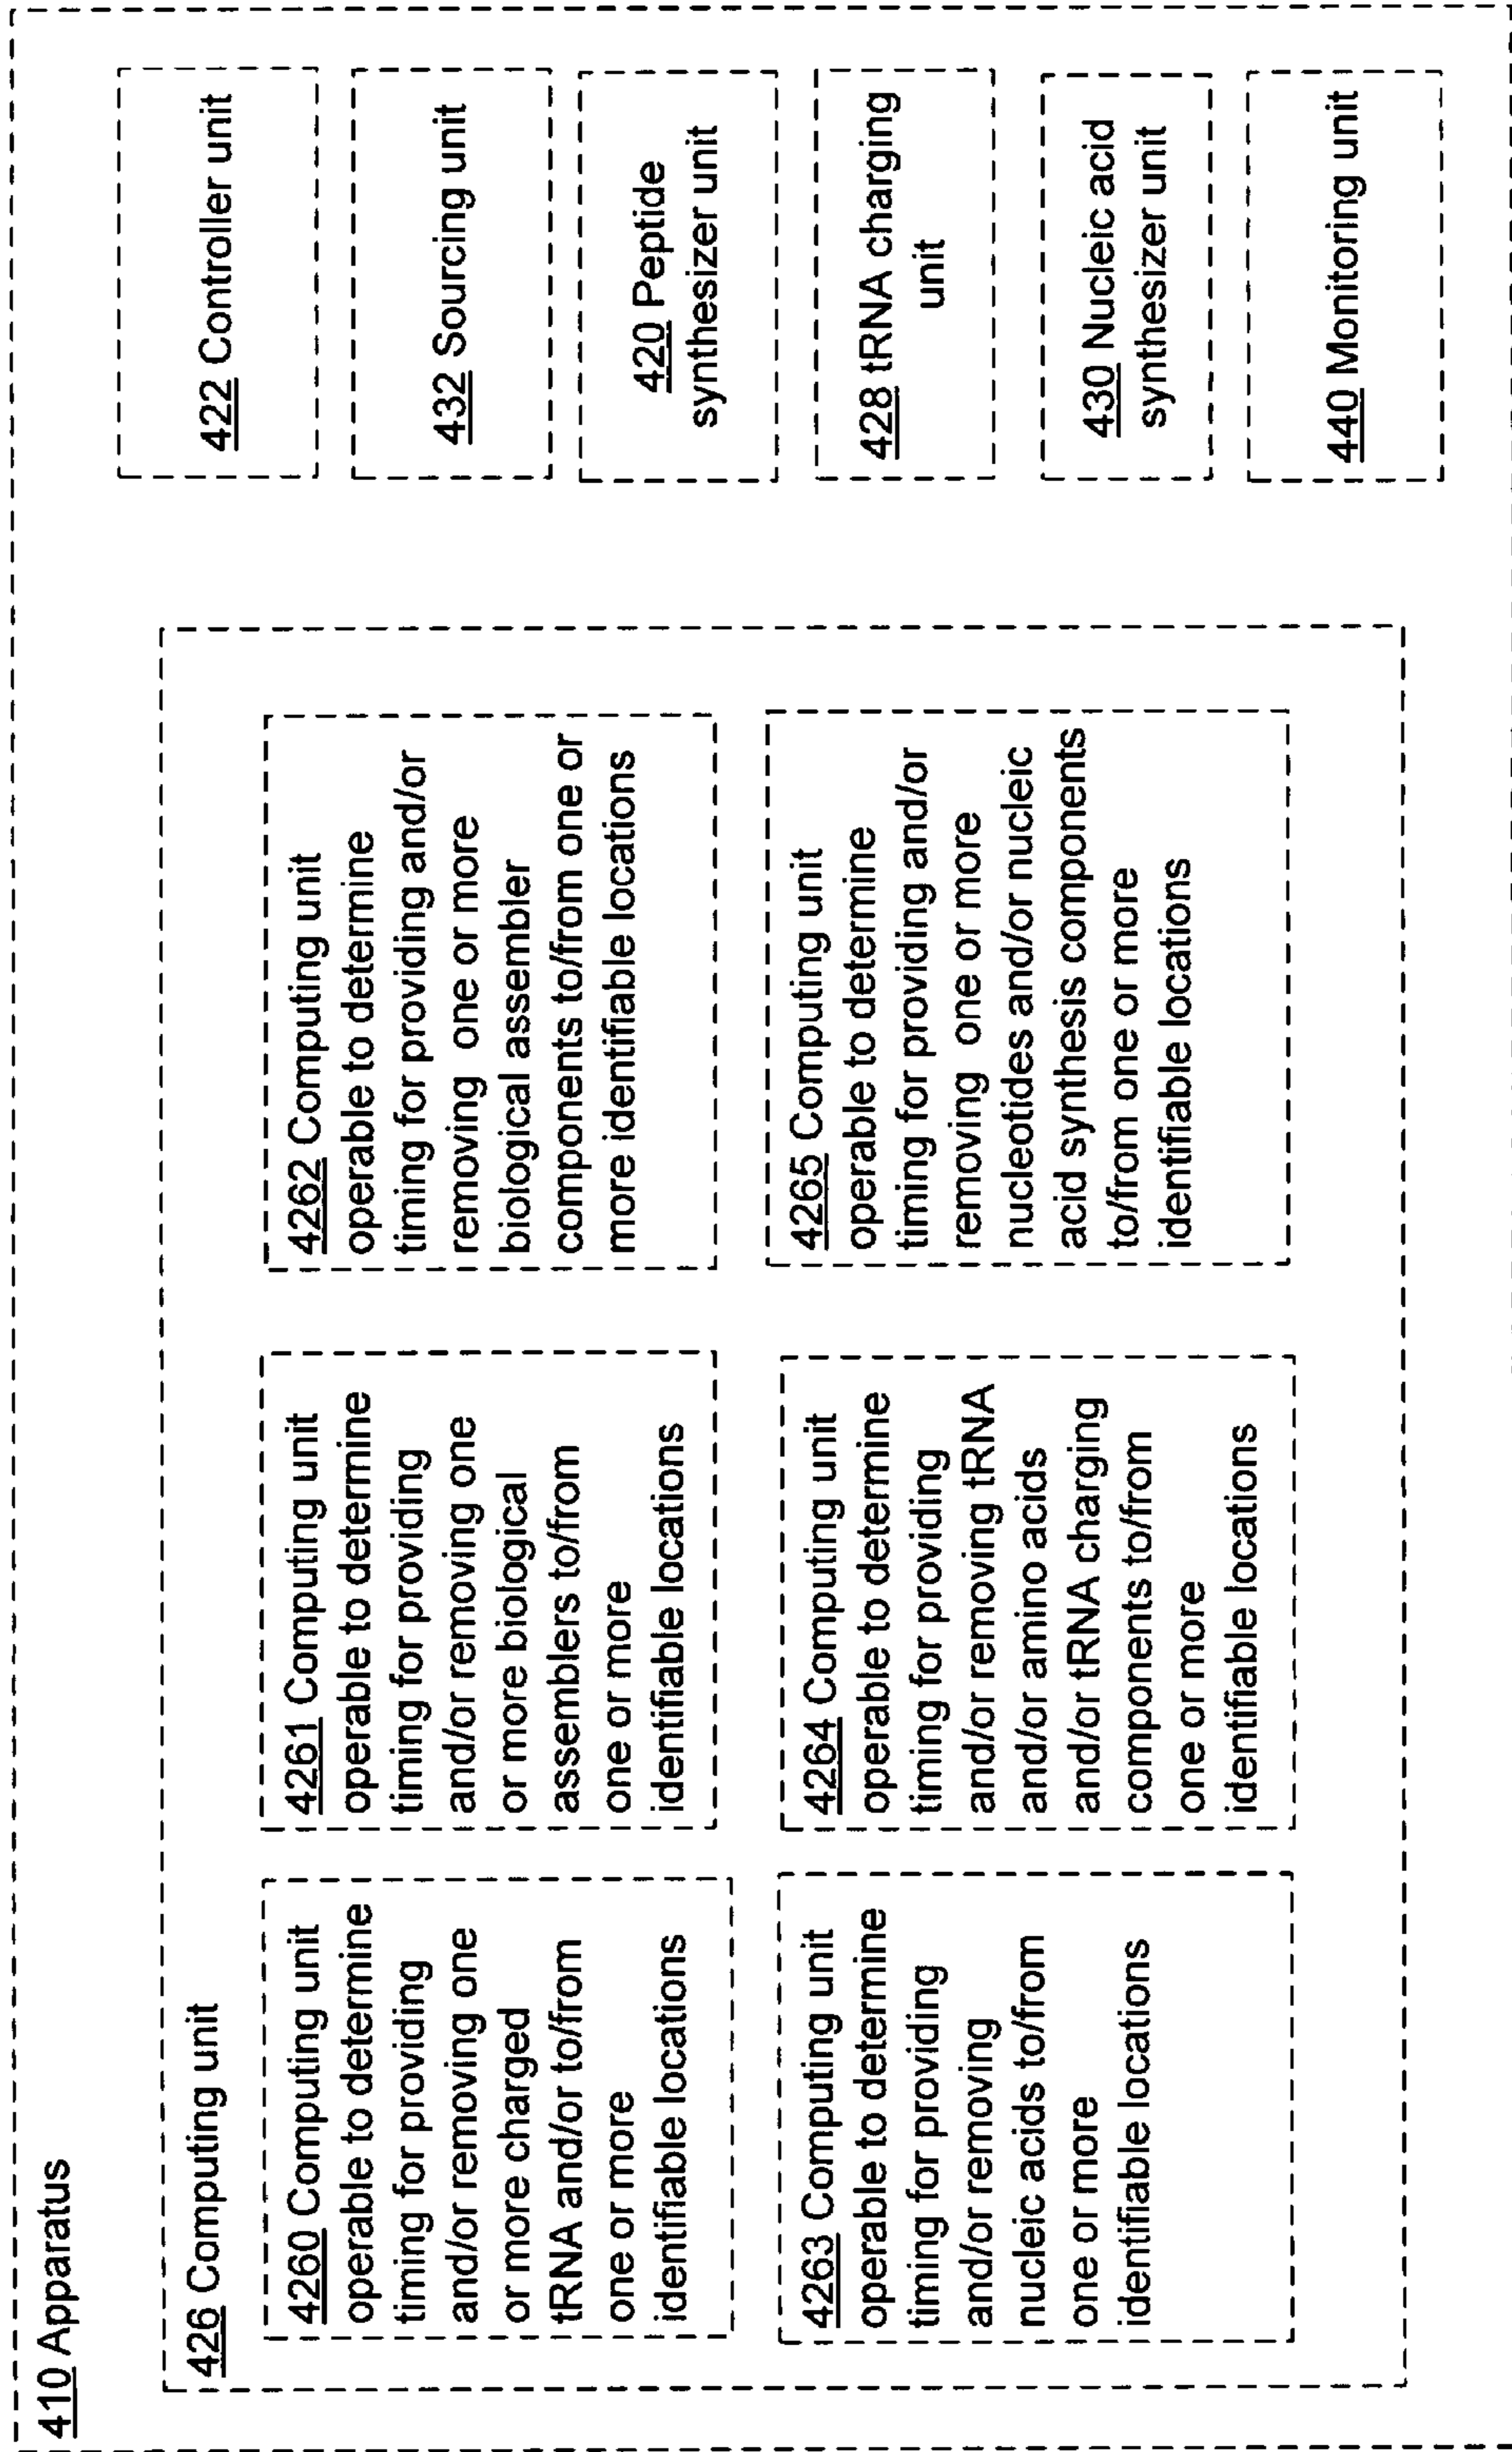 410 Apparatus
426 Computing unit
4260 Computing unit
operable to determine
timing for providing
and/or removing one
or more charged
tRNA and/or to/from
one or more
identifiable locations
4261 Computing unit
operable to determine
timing for providing
and/or removing one
or more biological
assemblers to/from
one or more
identifiable locations
4262 Computing unit
operable to determine
timing for providing and/or
removing one or more
biological assembler
components to/from one or
more identifiable locations
4263 Computing unit
operable to determine
timing for providing
and/or removing
nucleic acids to/from
one or more
identifiable locations
4264 Computing unit
operable to determine
timing for providing
and/or removing tRNA
and/or amino acids
and/or tRNA charging
components to/from
one or more
identifiable locations
4265 Computing unit
operable to determine
timing for providing and/or
removing one or more
nucleotides and/or nucleic
acid synthesis components
to/from one or more
identifiable locations
422 Controller unit
432 Sourcing unit
420 Peptide
synthesizer unit
428 tRNA charging
unit
430 Nucleic acid
synthesizer unit
440 Monitoring unit